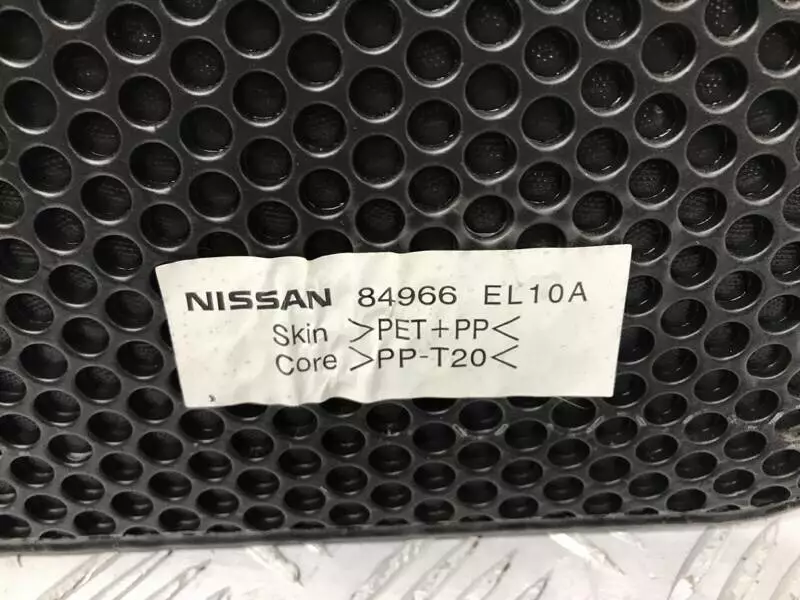 NISSAN 84966 EL10A
Skin >PET+PP<
Core >PP-T20<